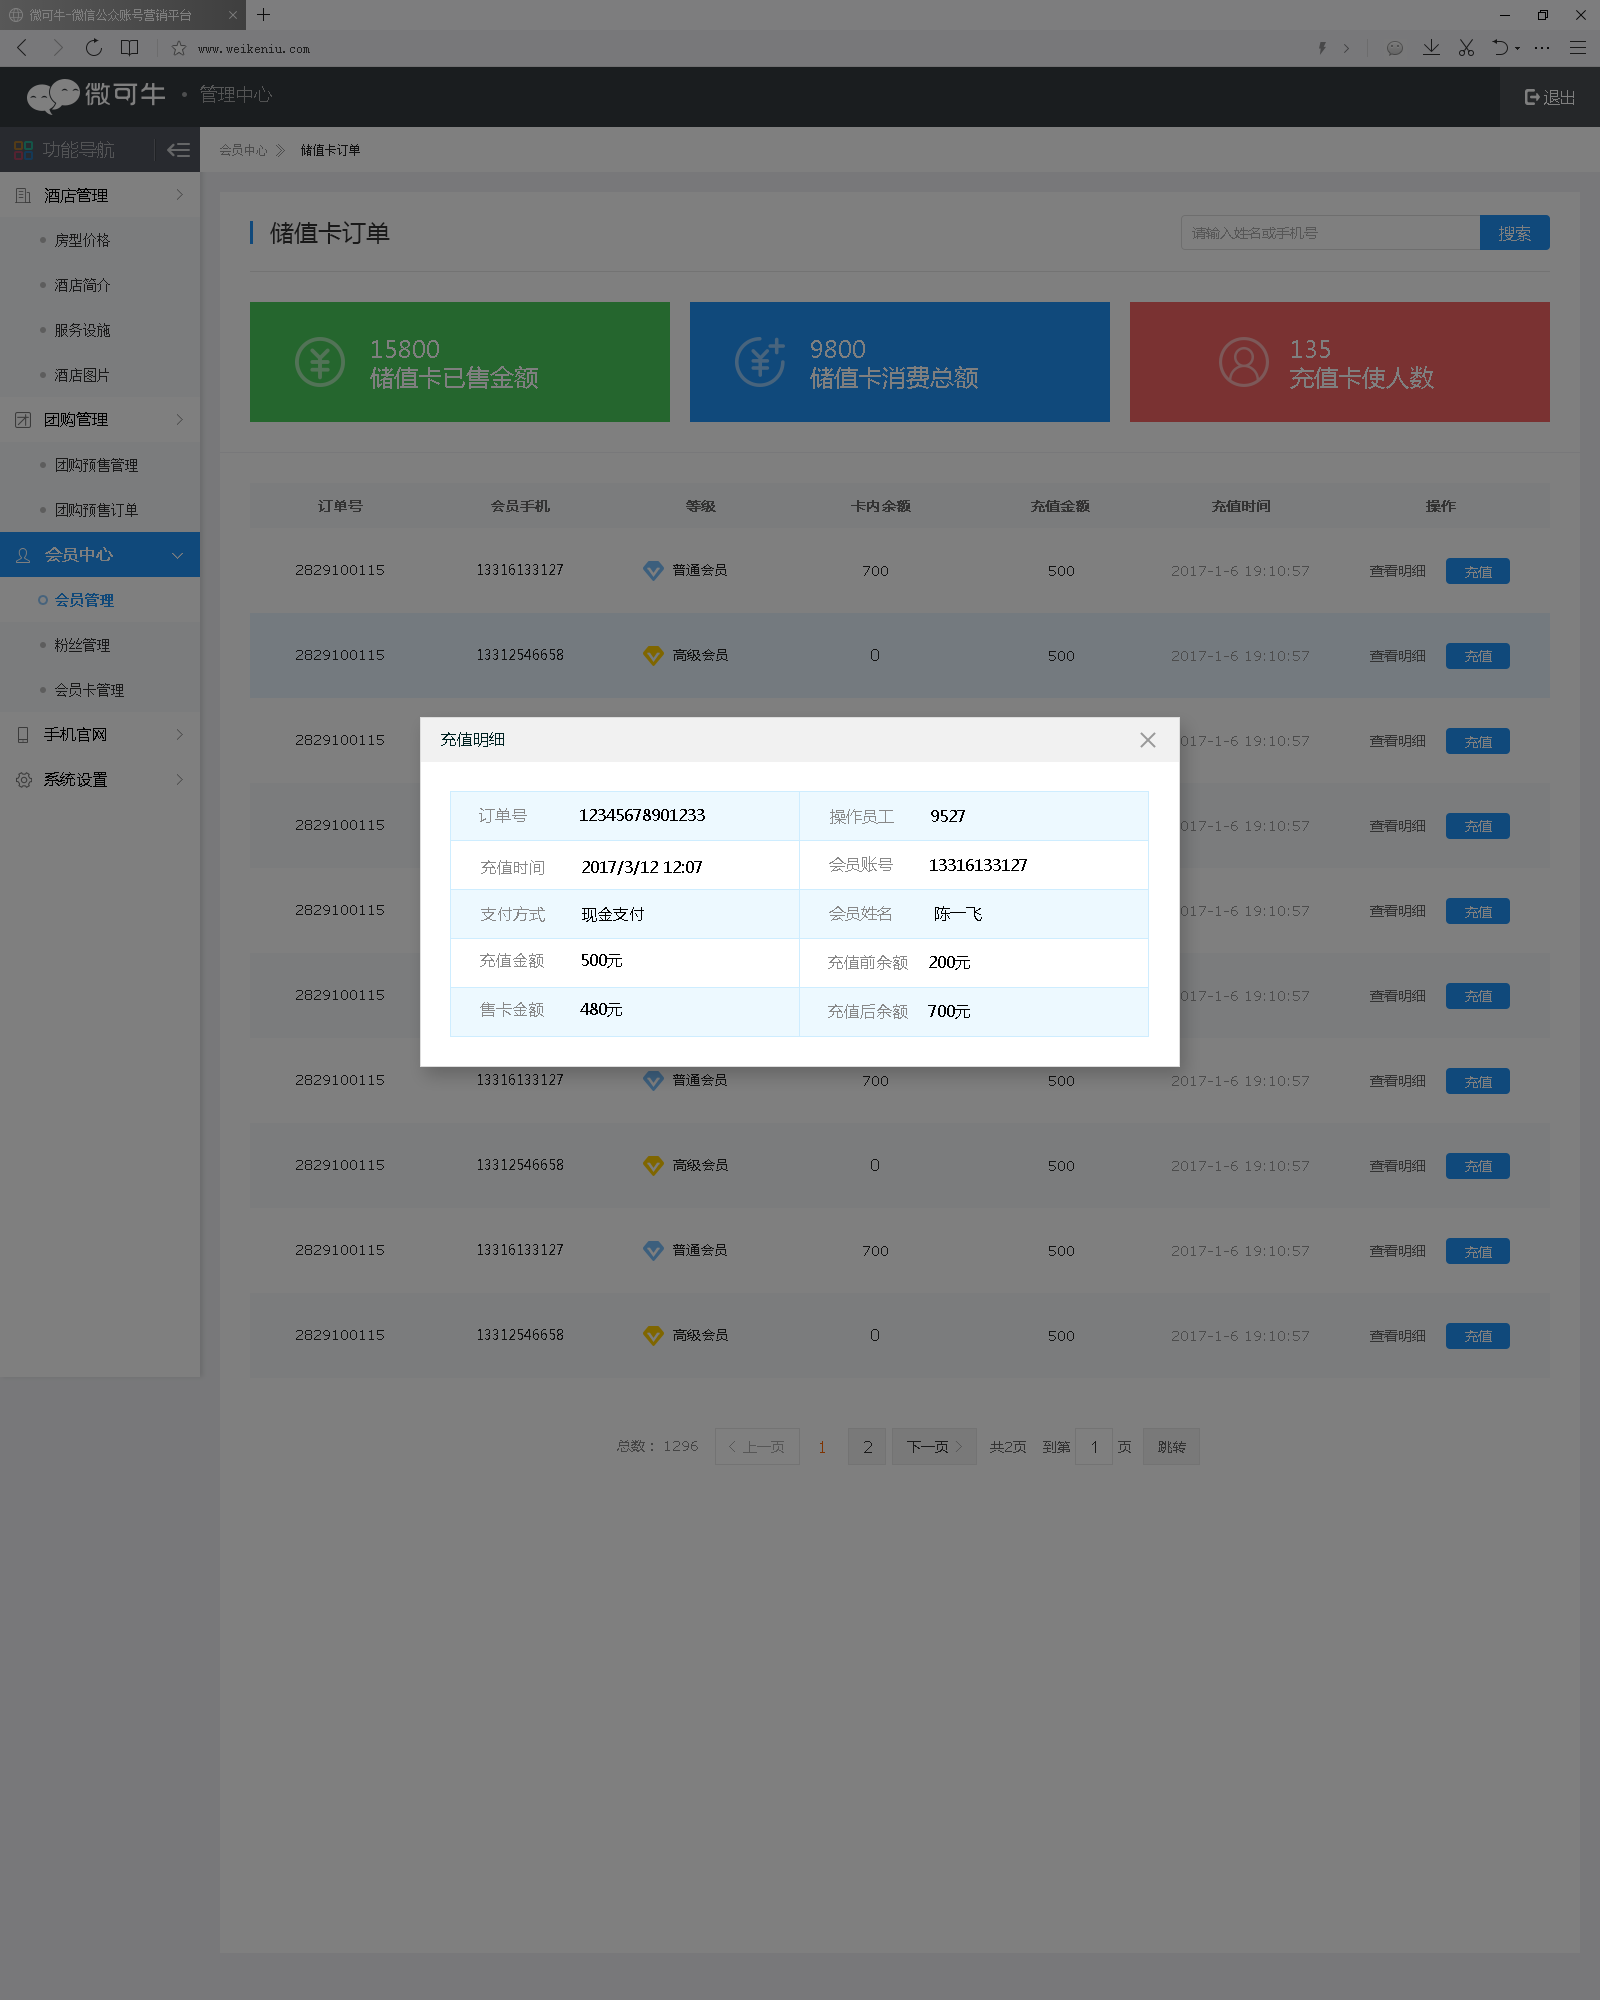 微可牛-微信公众账号营销平台
www.weikeniu.com
微可牛 · 管理中心
退出
功能导航
会员中心 储值卡订单
酒店管理
房型价格
酒店简介
服务设施
酒店图片
团购管理
团购预售管理
团购预售订单
会员中心
会员管理
粉丝管理
会员卡管理
手机官网
系统设置
储值卡订单
请输入姓名或手机号 搜索
15800
储值卡已售金额
9800
储值卡消费总额
135
充值卡使人数
订单号 会员手机 等级 卡内余额 充值金额 充值时间 操作
2829100115 13316133127 普通会员 700 500 2017-1-6 19:10:57 查看明细 充值
2829100115 13312546658 高级会员 0 500 2017-1-6 19:10:57 查看明细 充值
2829100115 017-1-6 19:10:57 查看明细 充值
2829100115 017-1-6 19:10:57 查看明细 充值
2829100115 017-1-6 19:10:57 查看明细 充值
2829100115 017-1-6 19:10:57 查看明细 充值
2829100115 13316133127 普通会员 700 500 2017-1-6 19:10:57 查看明细 充值
2829100115 13312546658 高级会员 0 500 2017-1-6 19:10:57 查看明细 充值
2829100115 13316133127 普通会员 700 500 2017-1-6 19:10:57 查看明细 充值
2829100115 13312546658 高级会员 0 500 2017-1-6 19:10:57 查看明细 充值
充值明细
订单号 12345678901233 操作员工 9527
充值时间 2017/3/12 12:07 会员账号 13316133127
支付方式 现金支付 会员姓名 陈一飞
充值金额 500元 充值前余额 200元
售卡金额 480元 充值后余额 700元
总数： 1296 上一页 1 2 下一页 共2页 到第 1 页 跳转